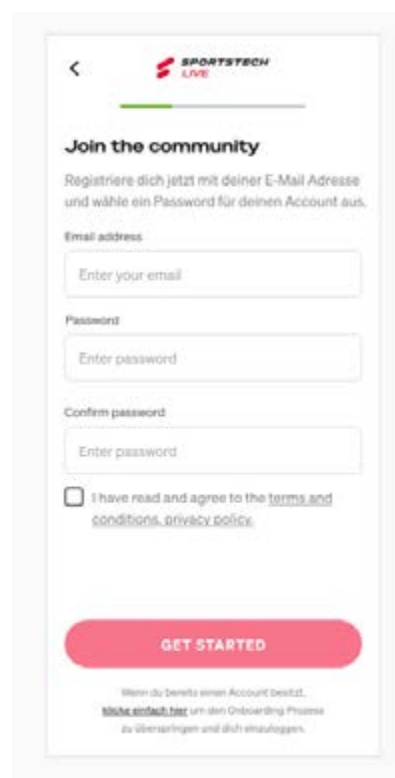 SPORTSTECH
LIVE
Join the community
Registriere dich jetzt mit deiner E-Mail Adresse
und wähle ein Password für deinen Account aus.
Email address
Enter your email
Password
Enter password
Confirm password
Enter password
I have read and agree to the terms and
conditions, privacy policy.
GET STARTED
Wenn du bereits einen Account besitzt,
klicke einfach hier um den Onboarding Prozess
zu überspringen und dich einzuloggen.